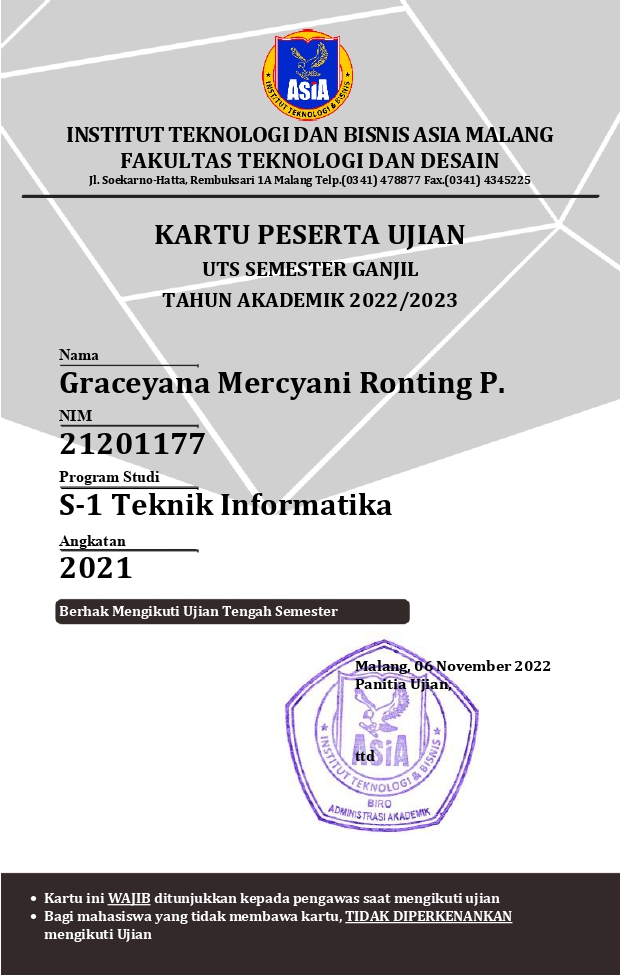 ASiA
INSTITUT TEKNOLOGI & BISNIS
INSTITUT TEKNOLOGI DAN BISNIS ASIA MALANG
FAKULTAS TEKNOLOGI DAN DESAIN
Jl. Soekarno-Hatta, Rembuksari 1A Malang Telp.(0341) 478877 Fax.(0341) 4345225
KARTU PESERTA UJIAN
UTS SEMESTER GANJIL
TAHUN AKADEMIK 2022/2023
Nama
Graceyana Mercyani Ronting P.
NIM
21201177
Program Studi
S-1 Teknik Informatika
Angkatan
2021
Berhak Mengikuti Ujian Tengah Semester
Malang, 06 November 2022
Panitia Ujian,
ttd
ASiA
INSTITUT TEKNOLOGI & BISNIS
BIRO
ADMINISTRASI AKADEMIK
• Kartu ini WAJIB ditunjukkan kepada pengawas saat mengikuti ujian
• Bagi mahasiswa yang tidak membawa kartu, TIDAK DIPERKENANKAN
mengikuti Ujian